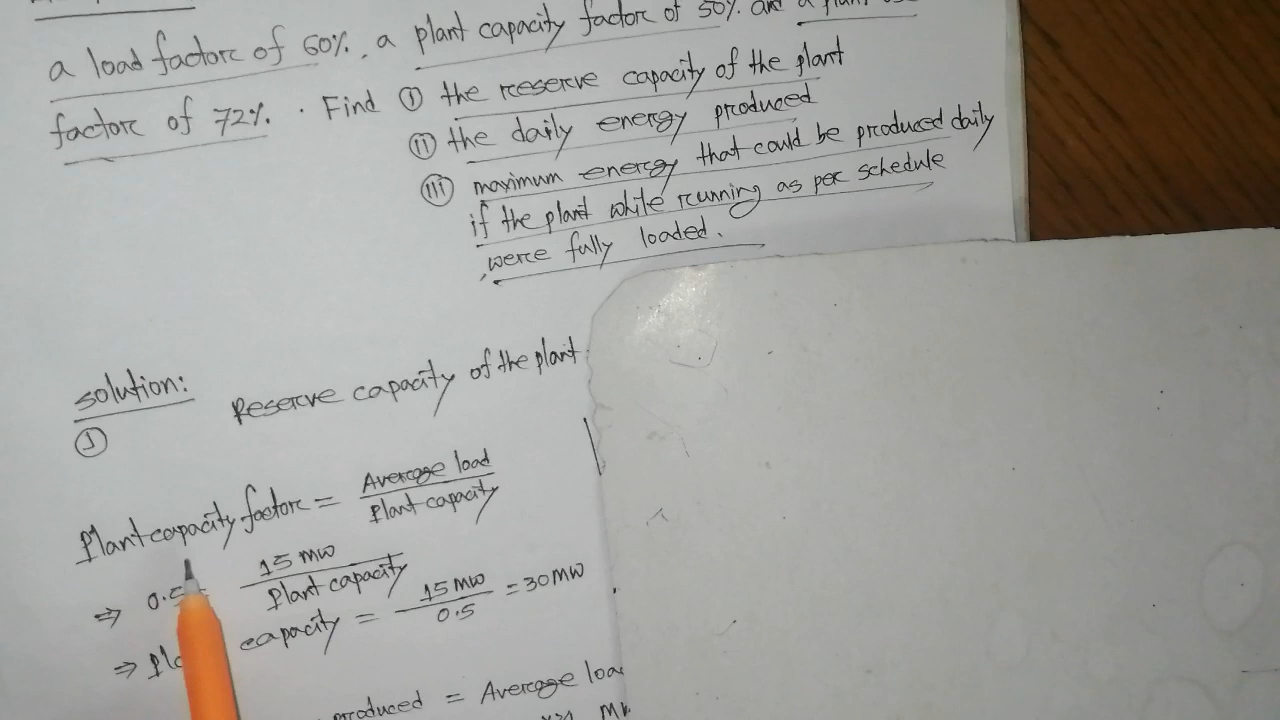 a load factor of 60%, a plant capacity factor of 50% and a plant
factor of 72%. Find (I) the reserve capacity of the plant
(II) the daily energy produced
(III) maximum energy that could be produced daily
if the plant while running as per schedule
were fully loaded.
solution:
(I) Reserve capacity of the plant
Plant capacity factor = Average load / Plant capacity
⇒ 0.5 15 MW / Plant capacity
⇒ capacity = 15 MW / 0.5 = 30 MW
produced = Average